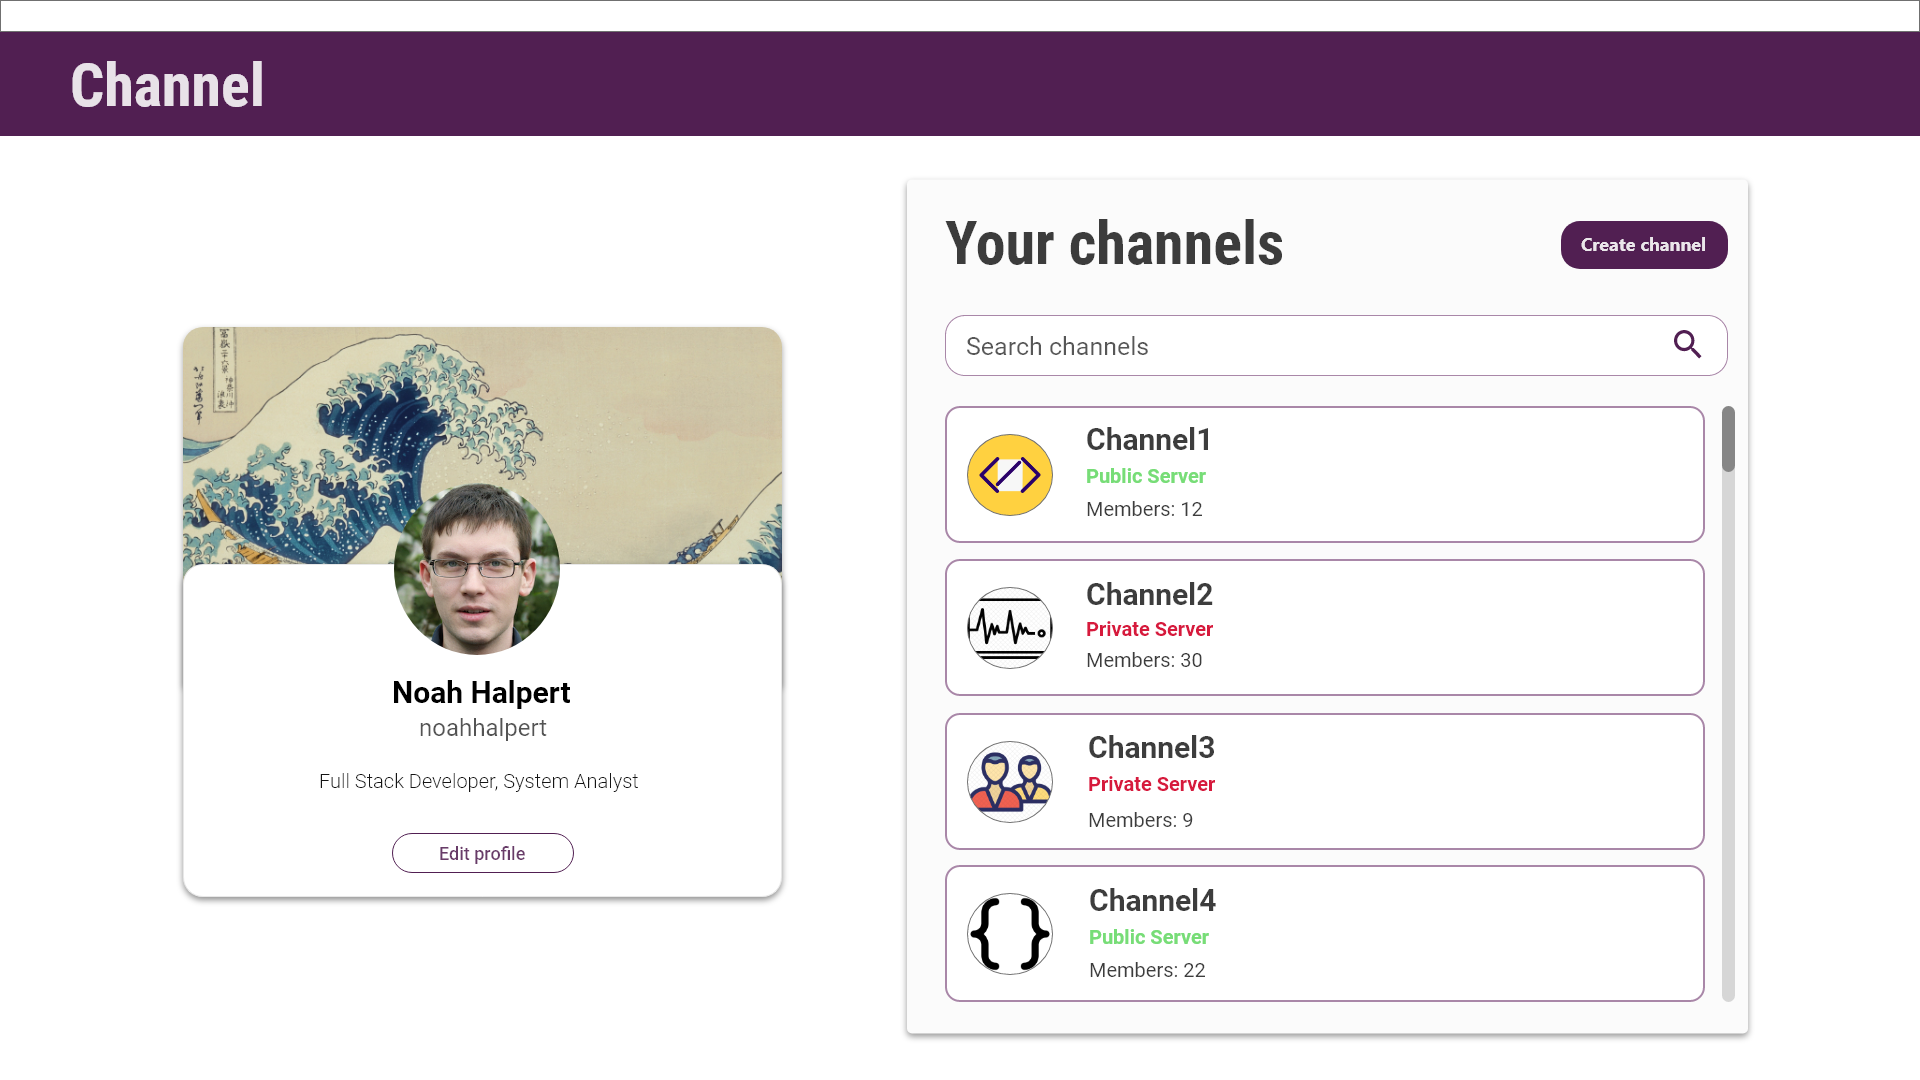 Channel
Your channels
Create channel
Search channels
Channel1
Public Server
Members: 12
Channel2
Private Server
Members: 30
Channel3
Private Server
Members: 9
Channel4
Public Server
Members: 22
Noah Halpert
noahhalpert
Full Stack Developer, System Analyst
Edit profile